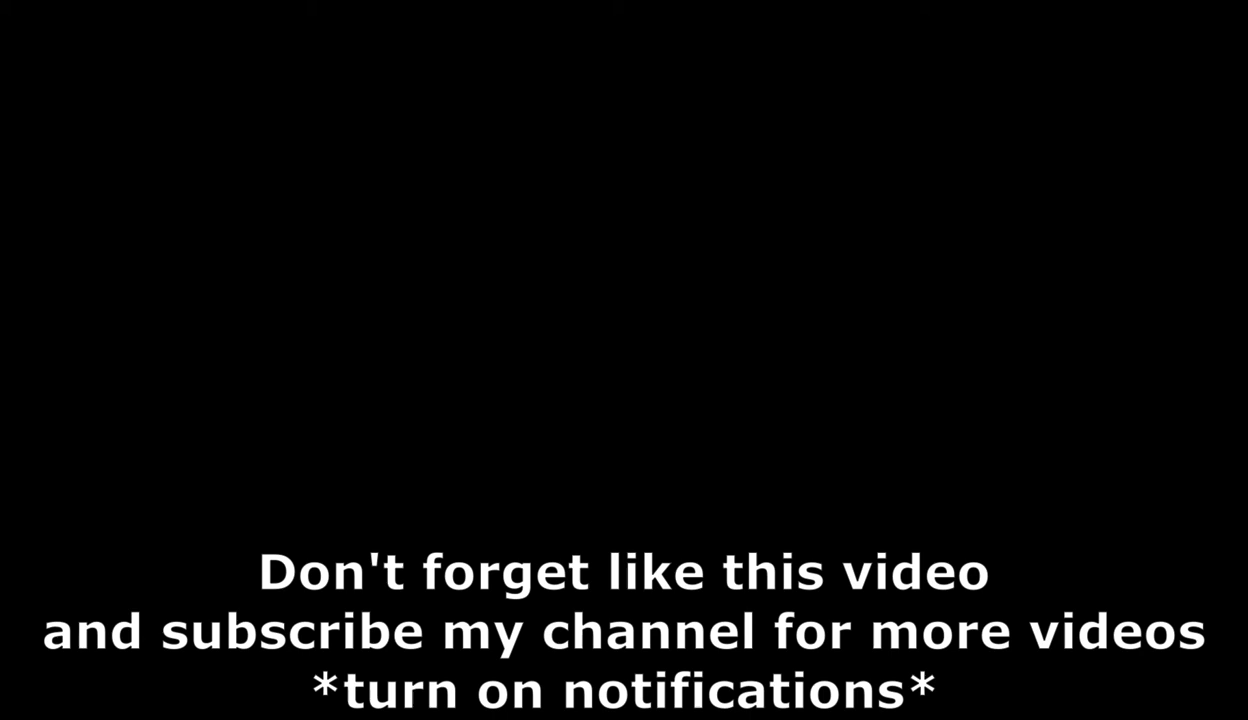 Don't forget like this video
and subscribe my channel for more videos
*turn on notifications*